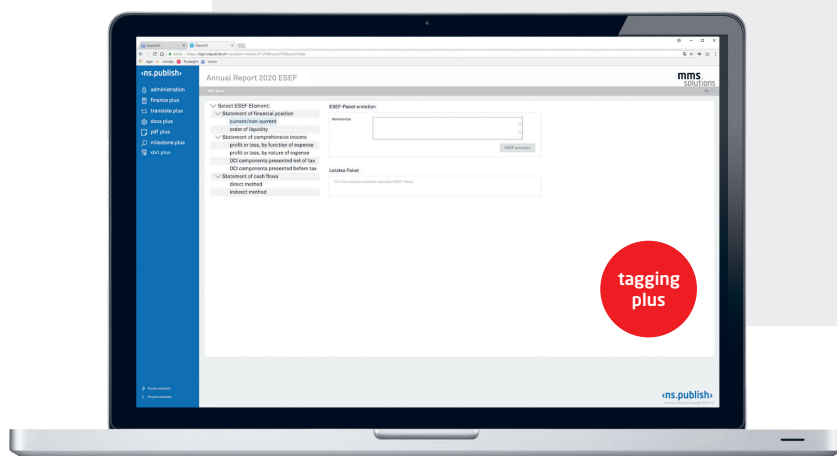 ‹ns.publish›
administration
finance plus
translate plus
docs plus
pdf plus
milestone plus
xbrl plus
Annual Report 2020 ESEF
mms.
solutions
xbrl plus
Select ESEF Element:
Statement of financial position
current/non-current
order of liquidity
Statement of comprehensive income
profit or loss, by function of expense
profit or loss, by nature of expense
OCI components presented net of tax
OCI components presented before tax
Statement of cash flows
direct method
indirect method
ESEF-Paket erstellen
Kommentar
ESEF erstellen
Letztes Paket
tagging
plus
‹ns.publish›